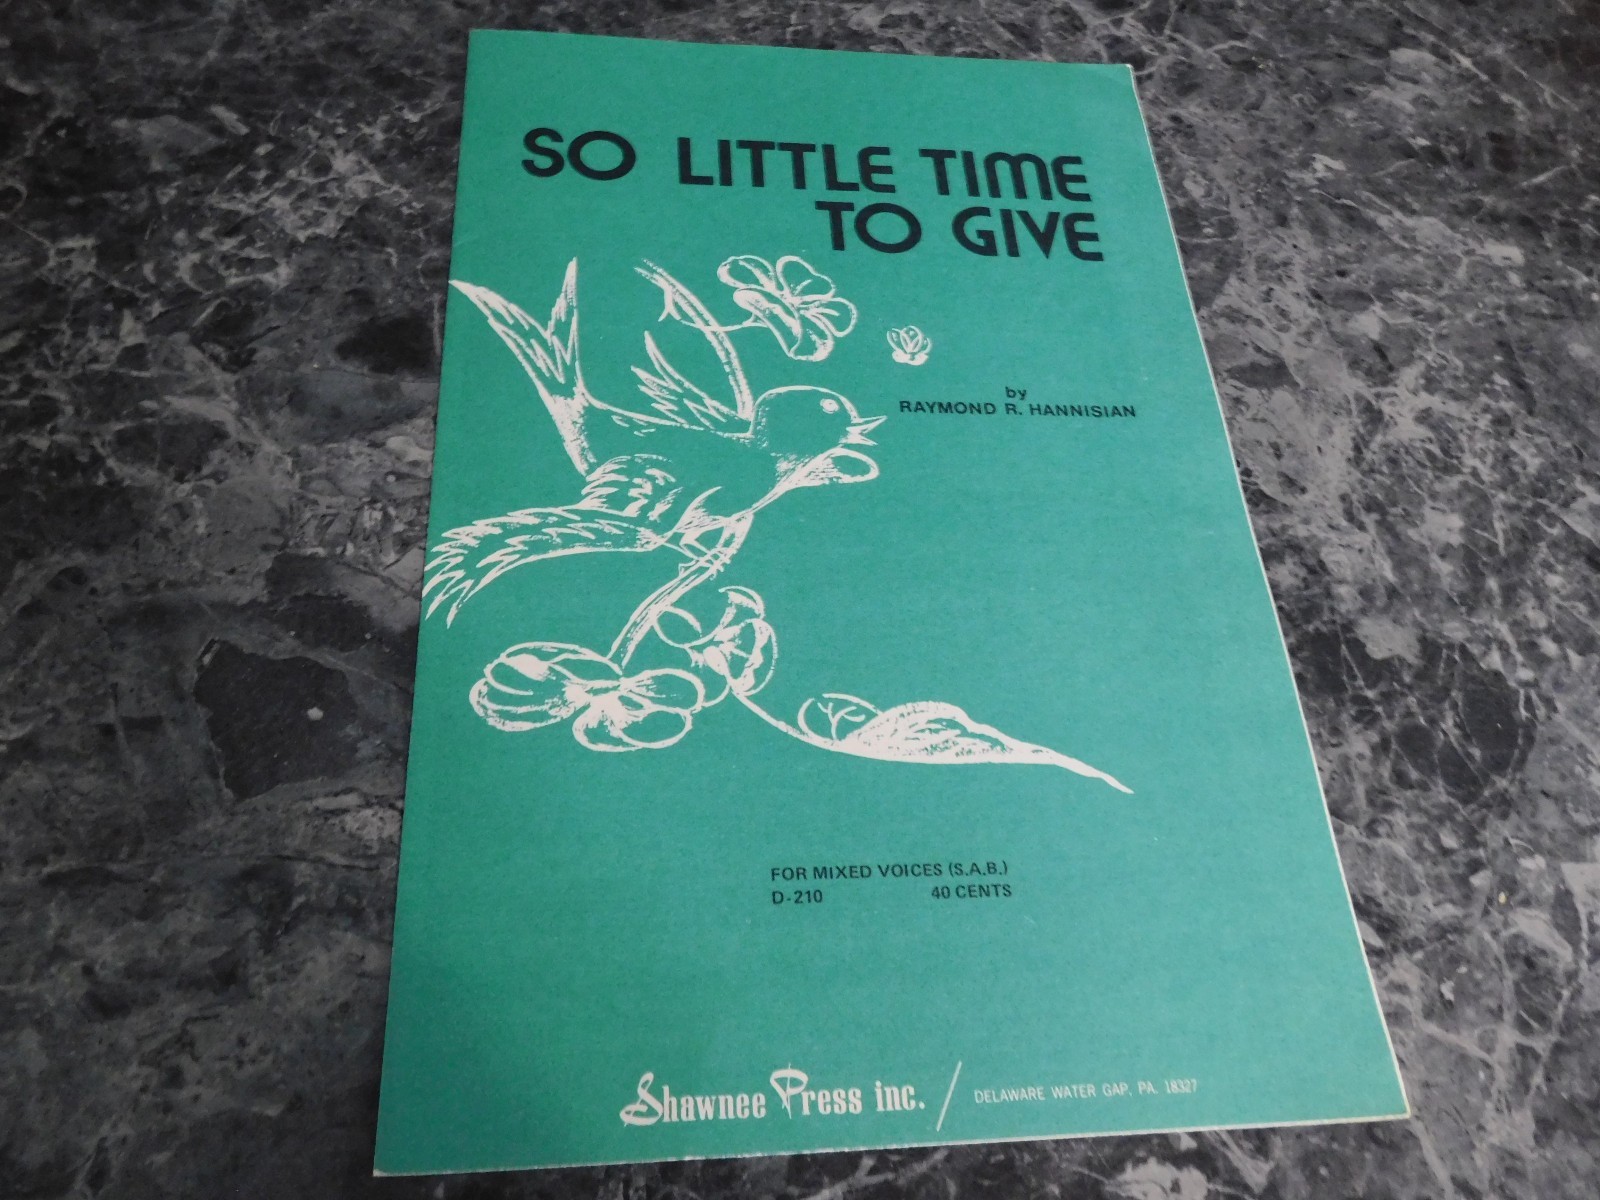 SO LITTLE TIME
TO GIVE
by
RAYMOND R. HANNISIAN
FOR MIXED VOICES (S.A.B.)
D-210 40 CENTS
Shawnee Press inc. / DELAWARE WATER GAP, PA. 18327